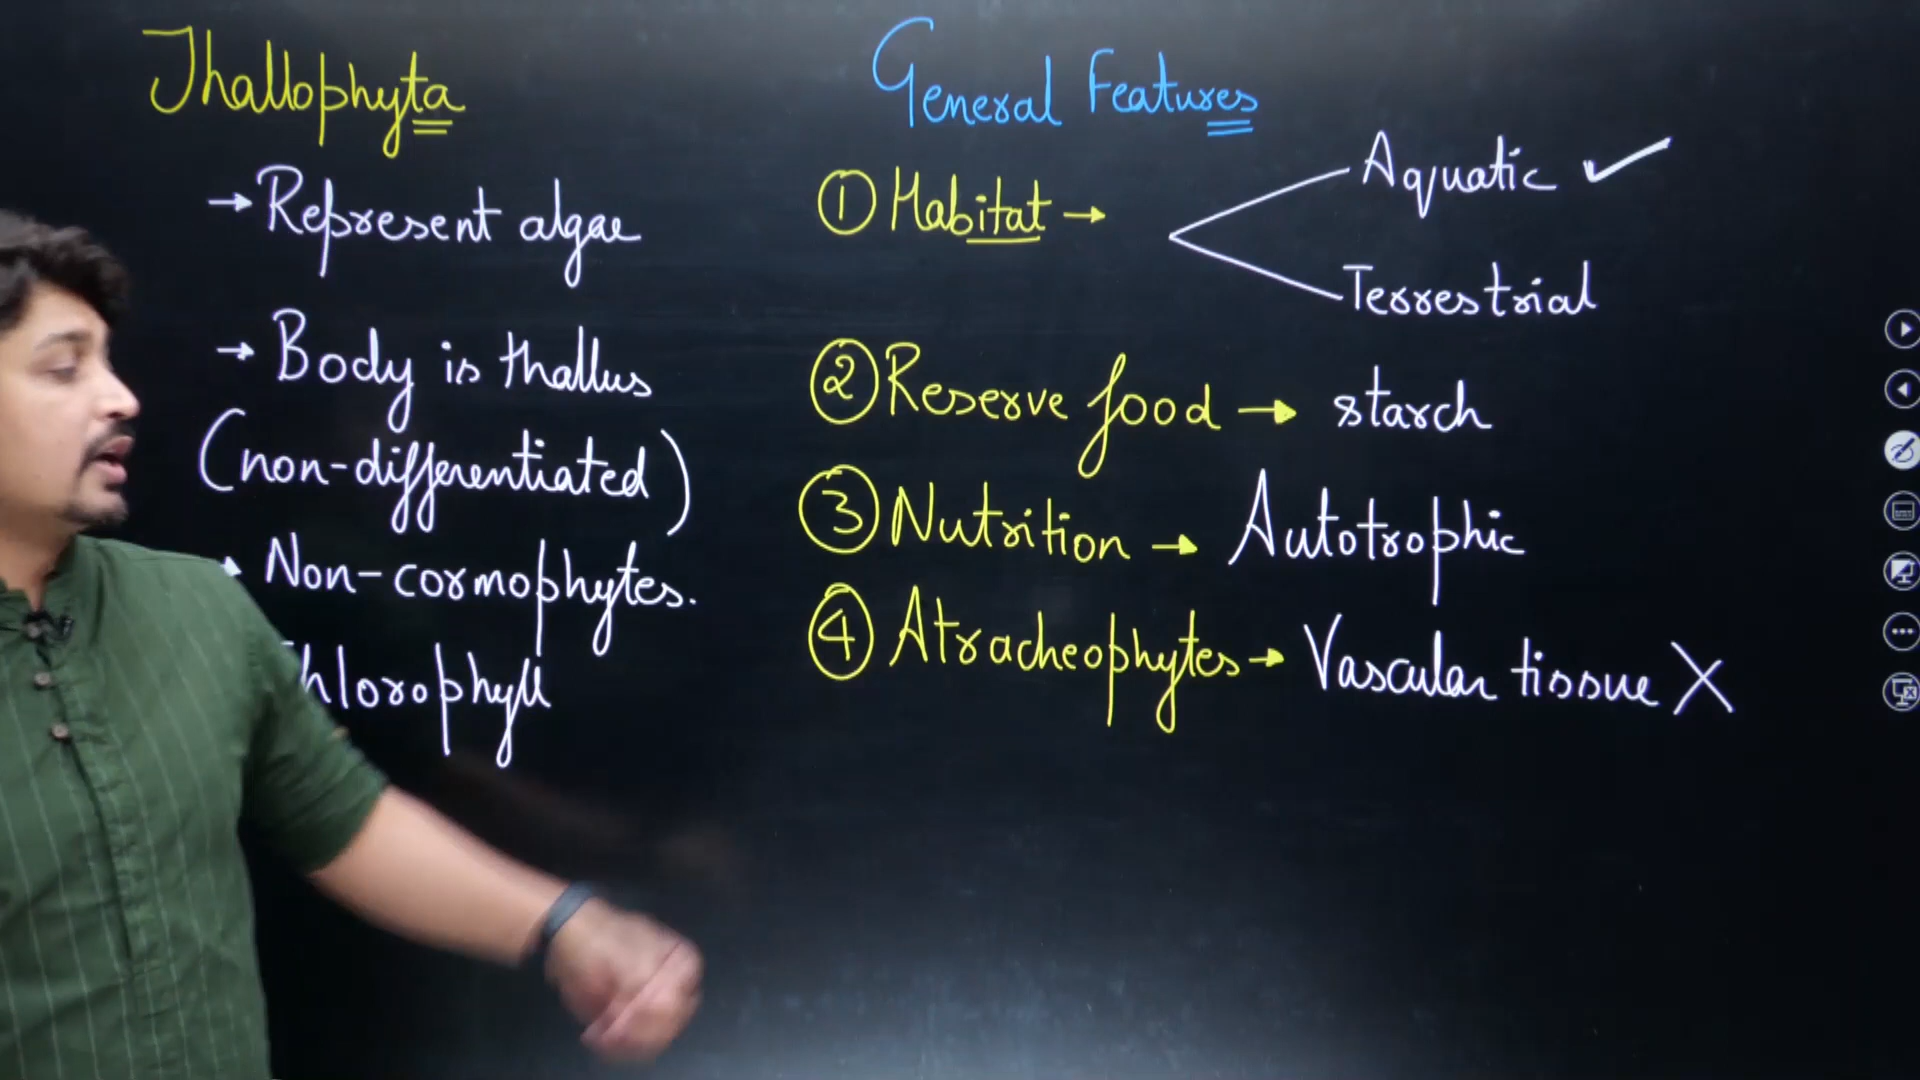 Thallophyta
→ Represent algae
→ Body is thallus
(non-differentiated)
Non-cormophytes.
General Features
① Habitat →
Aquatic ✓
Terrestrial
② Reserve food → starch
③ Nutrition → Autotrophic
④ Atracheophytes → Vascular tissue X